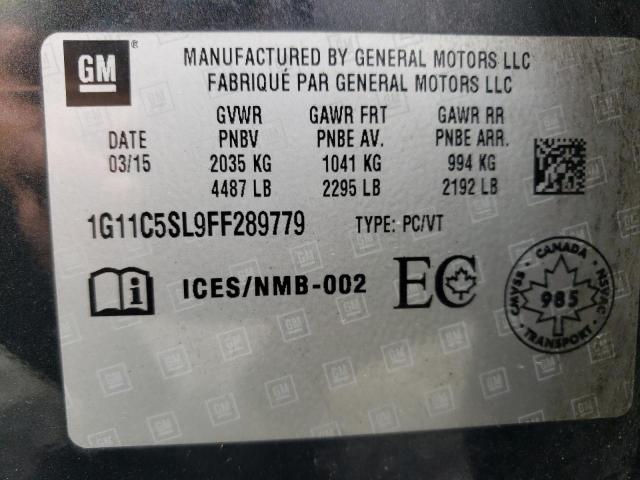 GM®
MANUFACTURED BY GENERAL MOTORS LLC
FABRIQUÉ PAR GENERAL MOTORS LLC
GVWR GAWR FRT GAWR RR
DATE PNBV PNBE AV. PNBE ARR.
03/15 2035 KG 1041 KG 994 KG
4487 LB 2295 LB 2192 LB
1G11C5SL9FF289779 TYPE: PC/VT
i ICES/NMB-002 EC
CANADA
CMVSS 985 NSVAC
TRANSPORT